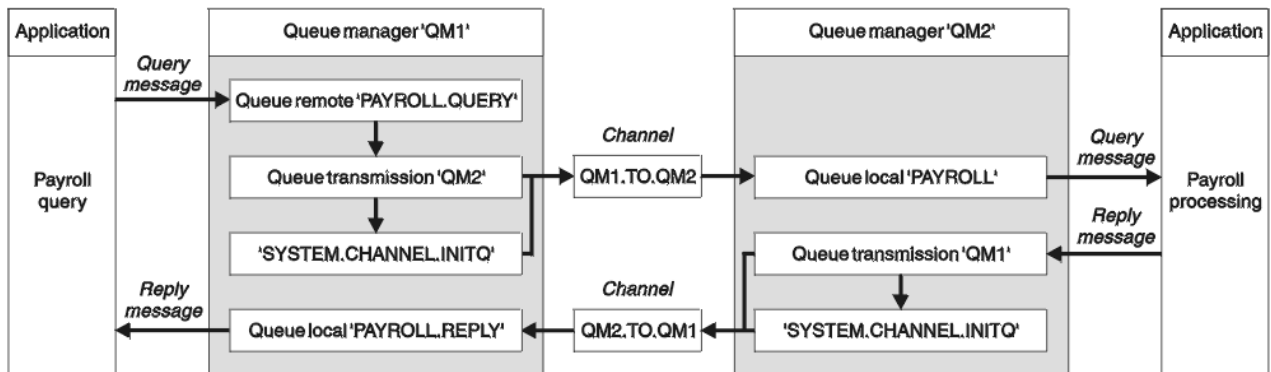 Application
Queue manager 'QM1'
Queue manager 'QM2'
Application
Query
message
Queue remote 'PAYROLL.QUERY'
Channel
Query
message
Payroll
query
Queue transmission 'QM2'
QM1.TO.QM2
Queue local 'PAYROLL'
Payroll
processing
Reply
message
'SYSTEM.CHANNEL.INITQ'
Queue transmission 'QM1'
Reply
message
Channel
Queue local 'PAYROLL.REPLY'
QM2.TO.QM1
'SYSTEM.CHANNEL.INITQ'